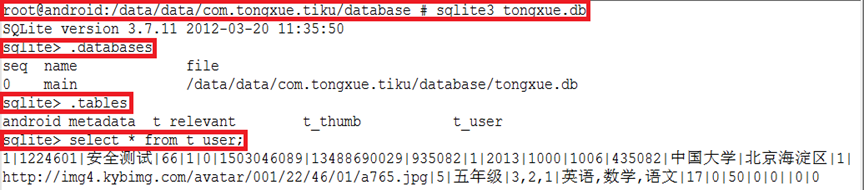 root@android:/data/data/com.tongxue.tiku/database # sqlite3 tongxue.db
SQLite version 3.7.11 2012-03-20 11:35:50
sqlite> .databases
seq  name             file
0    main             /data/data/com.tongxue.tiku/database/tongxue.db
sqlite> .tables
android_metadata  t_relevant        t_thumb           t_user
sqlite> select * from t_user;
1|1224601|安全测试|66|1|0|1503046089|13488690029|935082|1|2013|1000|1006|435082|中国大学|北京海淀区|1|
http://img4.kybimg.com/avatar/001/22/46/01/a765.jpg|5|五年级|3,2,1|英语,数学,语文|17|0|50|0|0||0|0